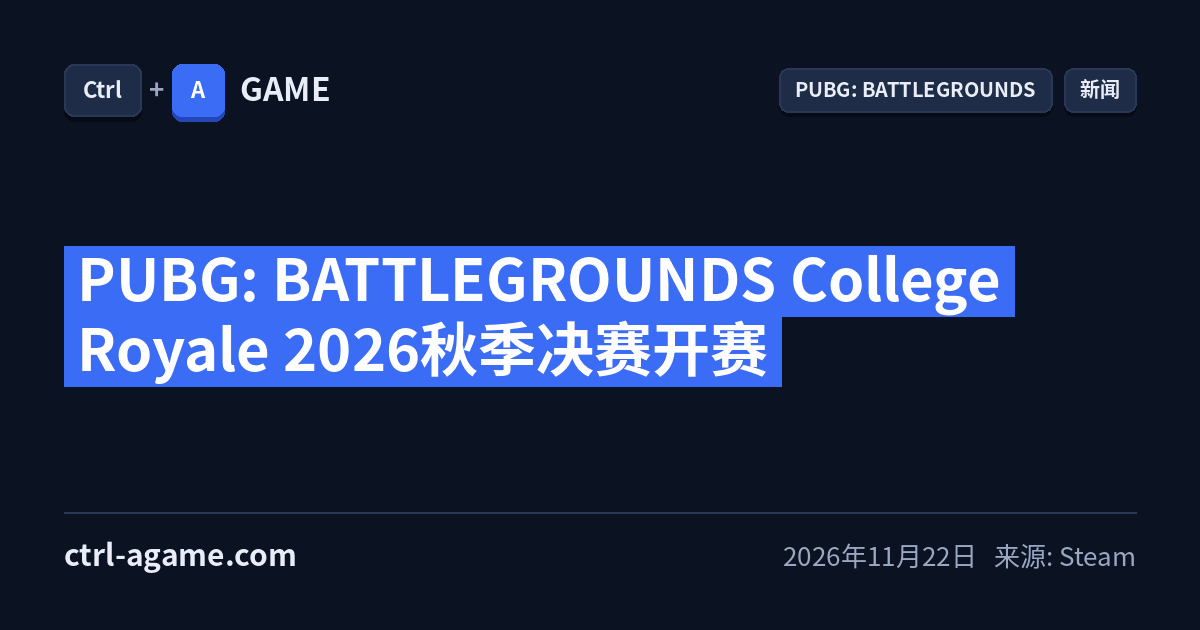 Ctrl + A GAME
PUBG: BATTLEGROUNDS 新闻
PUBG: BATTLEGROUNDS College
Royale 2026秋季决赛开赛
ctrl-agame.com
2026年11月22日 来源: Steam